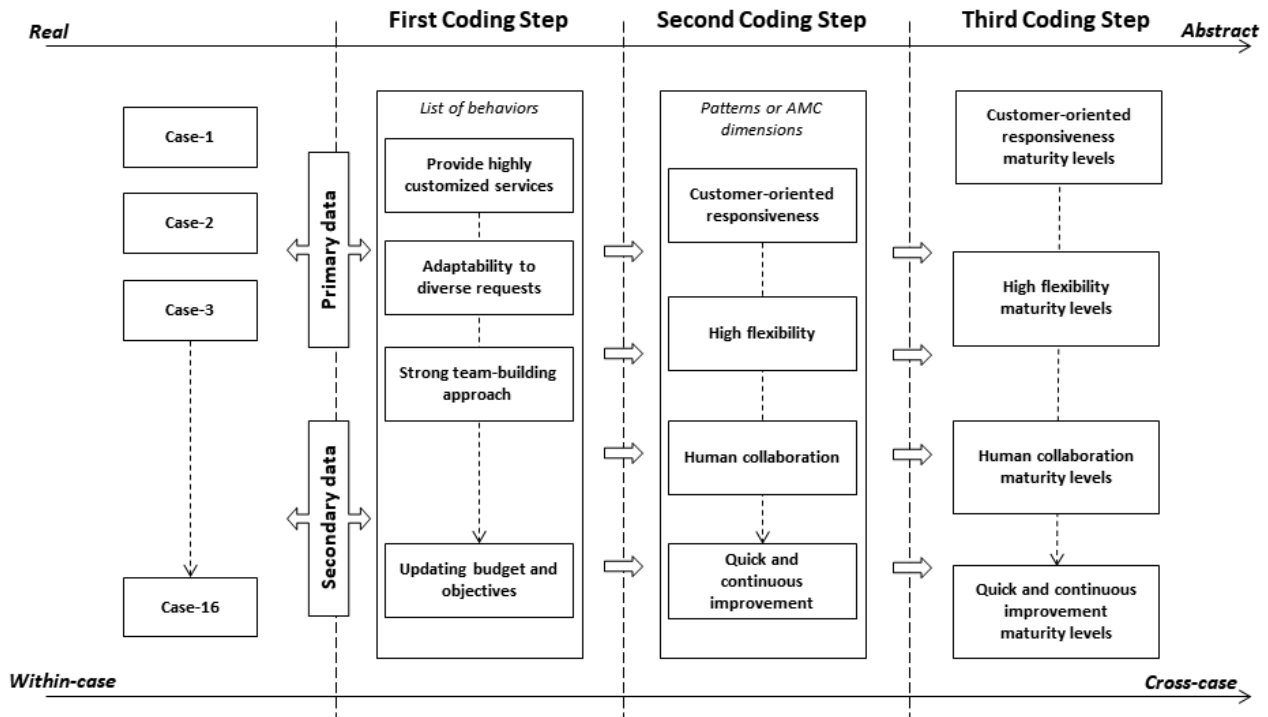 First Coding Step
Second Coding Step
Third Coding Step
Real
Abstract
Case-1
Case-2
Case-3
Case-16
Primary data
Secondary data
List of behaviors
Provide highly
customized services
Adaptability to
diverse requests
Strong team-building
approach
Updating budget and
objectives
Patterns or AMC
dimensions
Customer-oriented
responsiveness
High flexibility
Human collaboration
Quick and
continuous
improvement
Customer-oriented
responsiveness
maturity levels
High flexibility
maturity levels
Human collaboration
maturity levels
Quick and continuous
improvement
maturity levels
Within-case
Cross-case